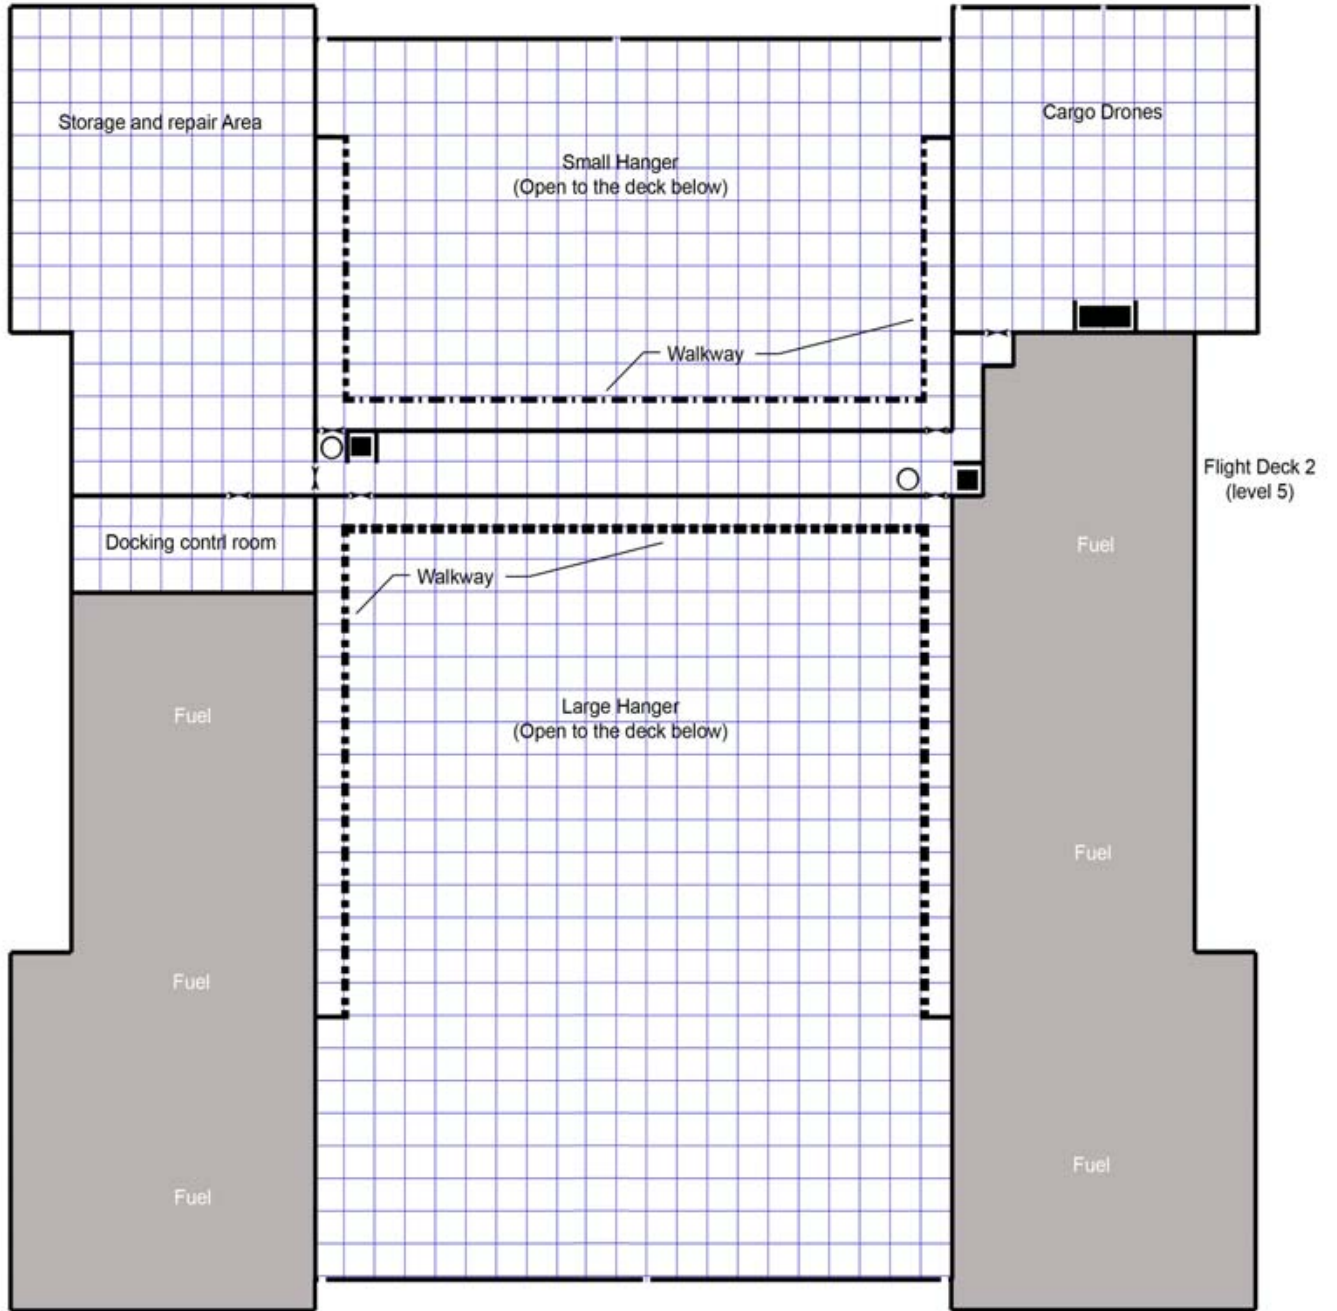 Storage and repair Area
Cargo Drones
Small Hanger
(Open to the deck below)
Walkway
Flight Deck 2
(level 5)
Docking contrl room
Fuel
Walkway
Large Hanger
(Open to the deck below)
Fuel
Fuel
Fuel
Fuel
Fuel